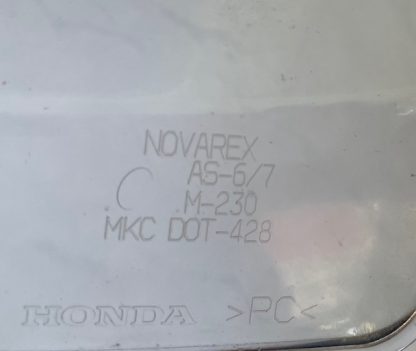 NOVAREX
AS-6/7
M-230
MKC DOT-428
HONDA >PC<